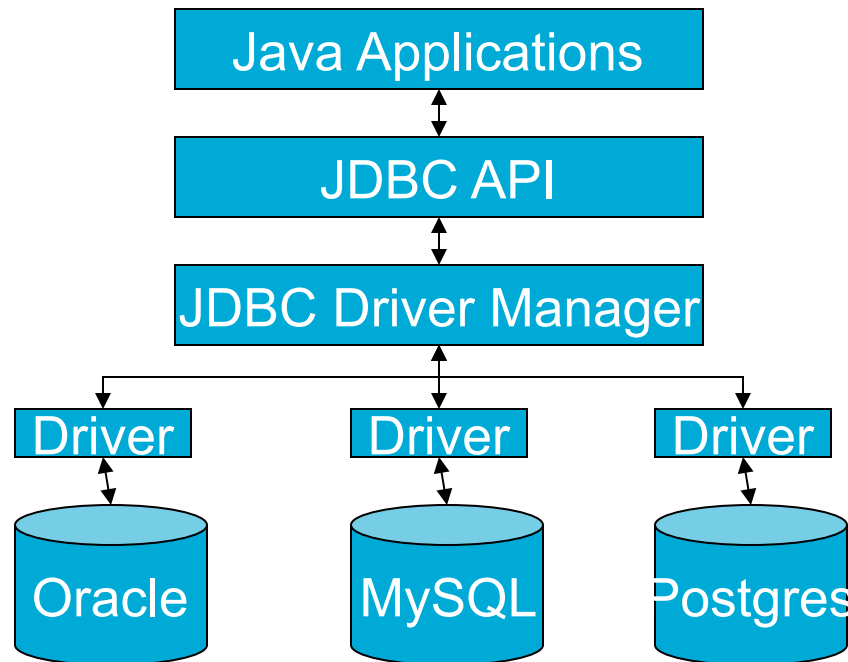 Java Applications
JDBC API
JDBC Driver Manager
Driver
Driver
Driver
Oracle
MySQL
Postgres